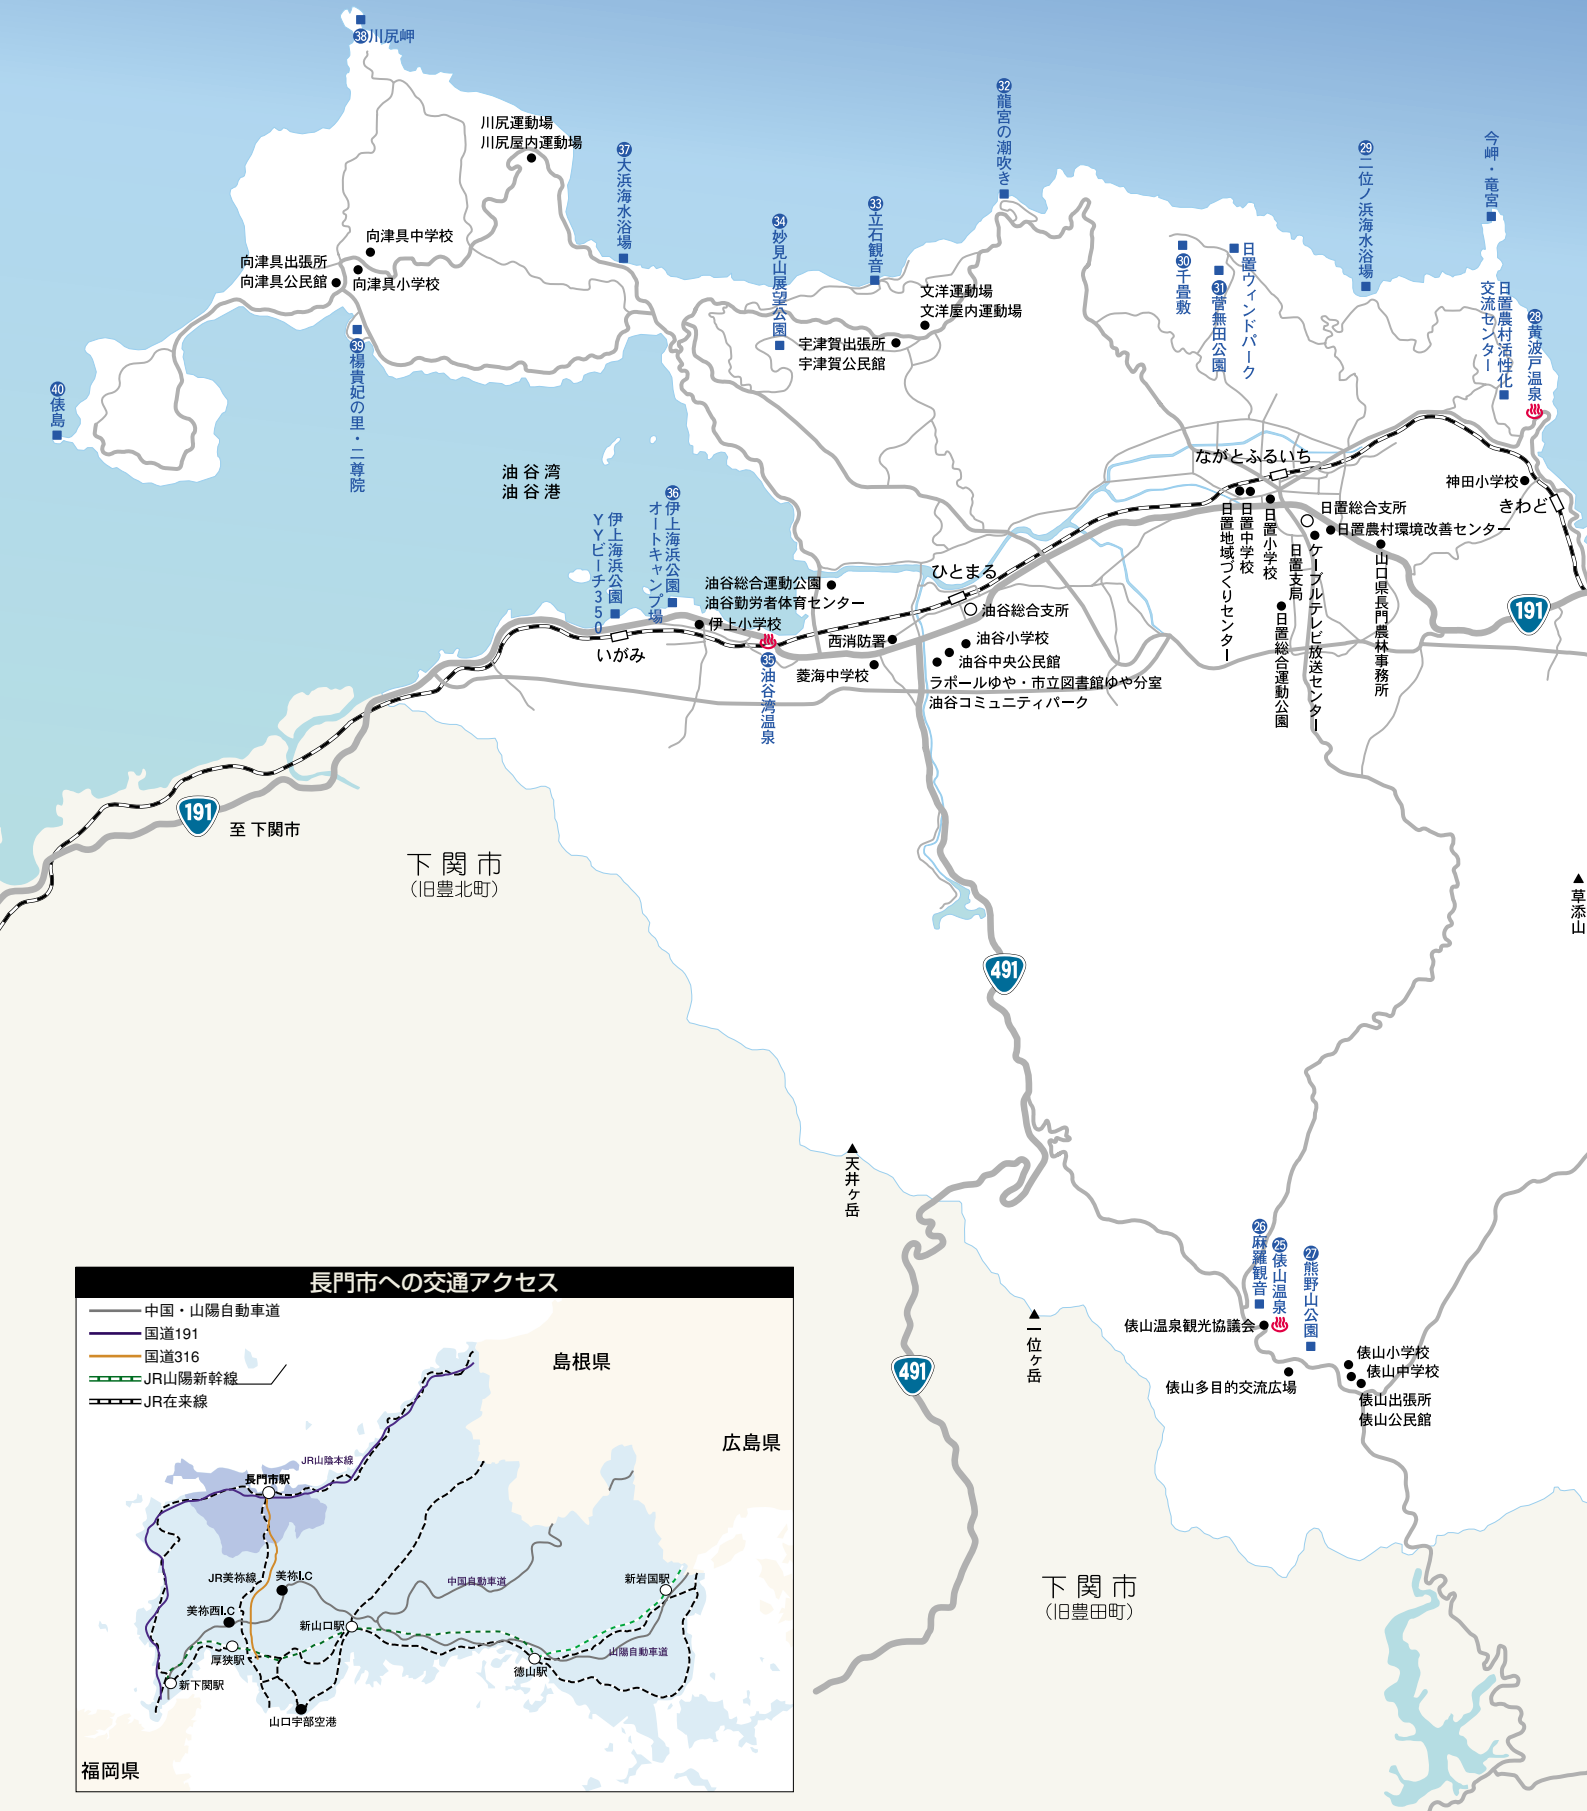 ㊳川尻岬
川尻運動場
川尻屋内運動場
㊲大浜海水浴場
㉜龍宮の潮吹き
㉝立石観音
㉞妙見山展望公園
㉙二位ノ浜海水浴場
今岬・竜宮
日置ウィンドパーク
㉚千畳敷
㉛菅無田公園
日置農村活性化
交流センター
㉘黄波戸温泉
向津具中学校
向津具出張所
向津具公民館
向津具小学校
文洋運動場
文洋屋内運動場
宇津賀出張所
宇津賀公民館
㊴楊貴妃の里・二尊院
㊵俵島
油谷湾
油谷港
㊱伊上海浜公園
オートキャンプ場
伊上海浜公園
YYビーチ350
油谷総合運動公園
油谷勤労者体育センター
伊上小学校
いがみ
㉟油谷湾温泉
ひとまる
油谷総合支所
西消防署
油谷小学校
菱海中学校
油谷中央公民館
ラポールゆや・市立図書館ゆや分室
油谷コミュニティパーク
ながとふるいち
神田小学校
きわど
日置総合支所
日置農村環境改善センター
日置小学校
日置中学校
日置地域づくりセンター
日置支局
ケーブルテレビ放送センター
日置総合運動公園
山口県長門農林事務所
191
191
至 下関市
下関市
（旧豊北町）
草添山
491
天井ヶ岳
㉖麻羅観音
㉕俵山温泉
㉗熊野山公園
一位ヶ岳
俵山温泉観光協議会
俵山小学校
俵山中学校
俵山多目的交流広場
俵山出張所
俵山公民館
491
下関市
（旧豊田町）
長門市への交通アクセス
中国・山陽自動車道
国道191
国道316
JR山陽新幹線
JR在来線
島根県
広島県
JR山陰本線
長門市駅
JR美祢線
美祢I.C
中国自動車道
新岩国駅
美祢西I.C
新山口駅
厚狭駅
山陽自動車道
徳山駅
新下関駅
山口宇部空港
福岡県